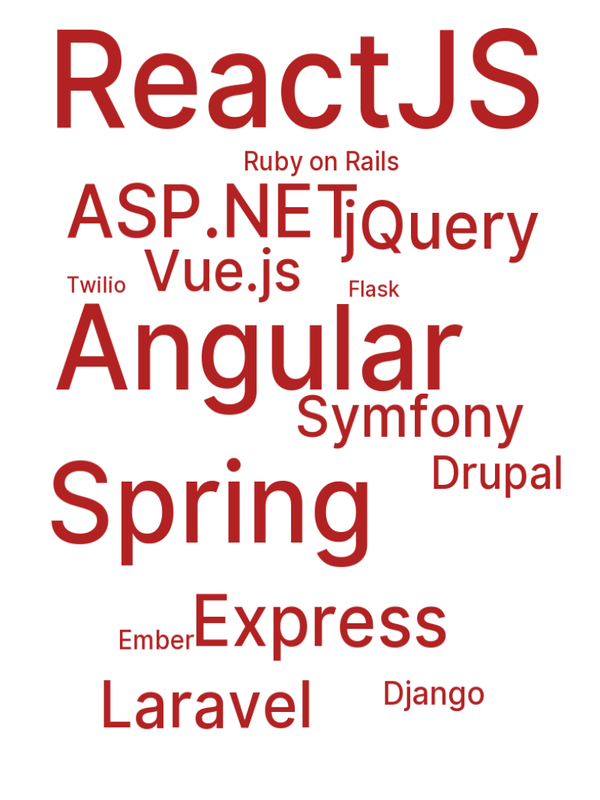 ReactJS
Ruby on Rails
ASP.NET
jQuery
Vue.js
Twilio
Flask
Angular
Symfony
Drupal
Spring
Express
Ember
Laravel
Django